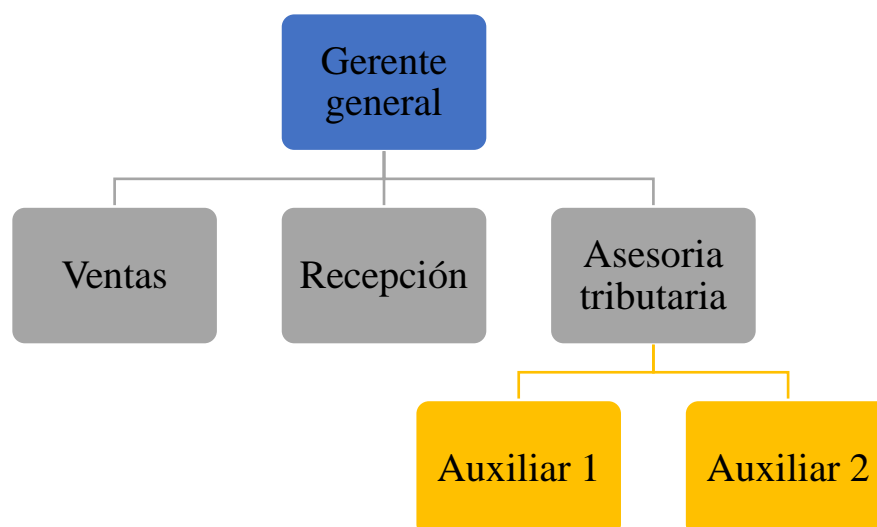 Gerente
general
Ventas
Recepción
Asesoria
tributaria
Auxiliar 1
Auxiliar 2